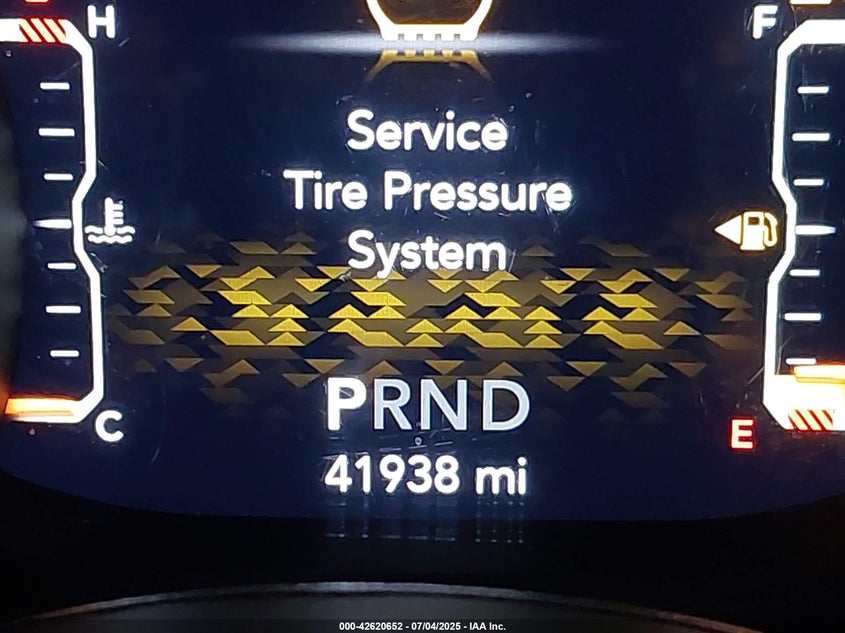 H
F
Service
Tire Pressure
System
PRND
C
E
41938 mi
000-42620652 - 07/04/2025 - IAA Inc.